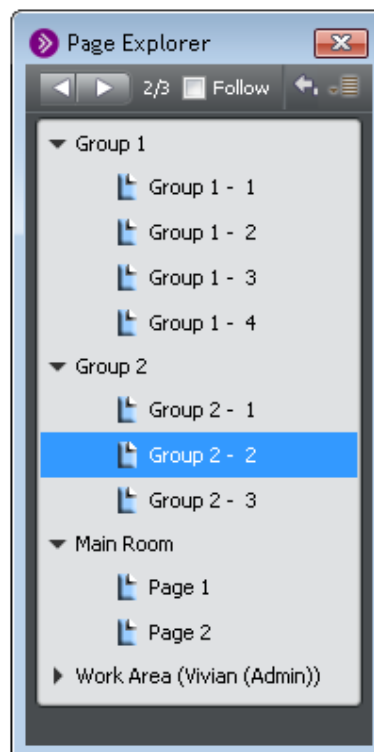 Page Explorer
2/3 Follow
Group 1
Group 1 - 1
Group 1 - 2
Group 1 - 3
Group 1 - 4
Group 2
Group 2 - 1
Group 2 - 2
Group 2 - 3
Main Room
Page 1
Page 2
Work Area (Vivian (Admin))